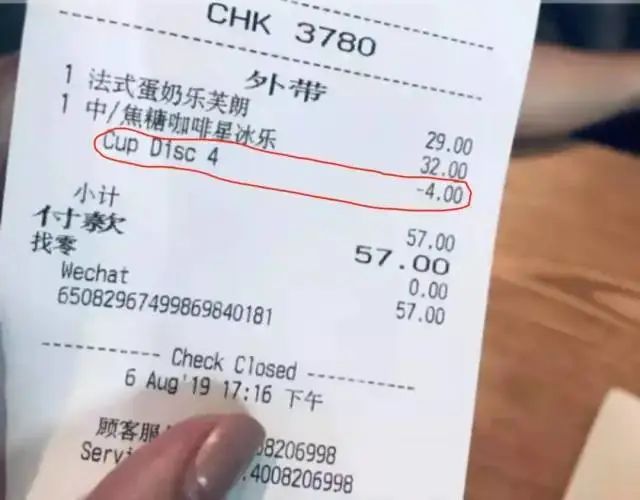 CHK 3780
外带
1 法式蛋奶乐芙朗 29.00
1 中/焦糖咖啡星冰乐 32.00
Cup Disc 4 -4.00
小计 57.00
付款 57.00
找零 0.00
Wechat 57.00
65082967499869840181
Check Closed
6 Aug'19 17:16 下午
顾客服 8206998
Servi .4008206998